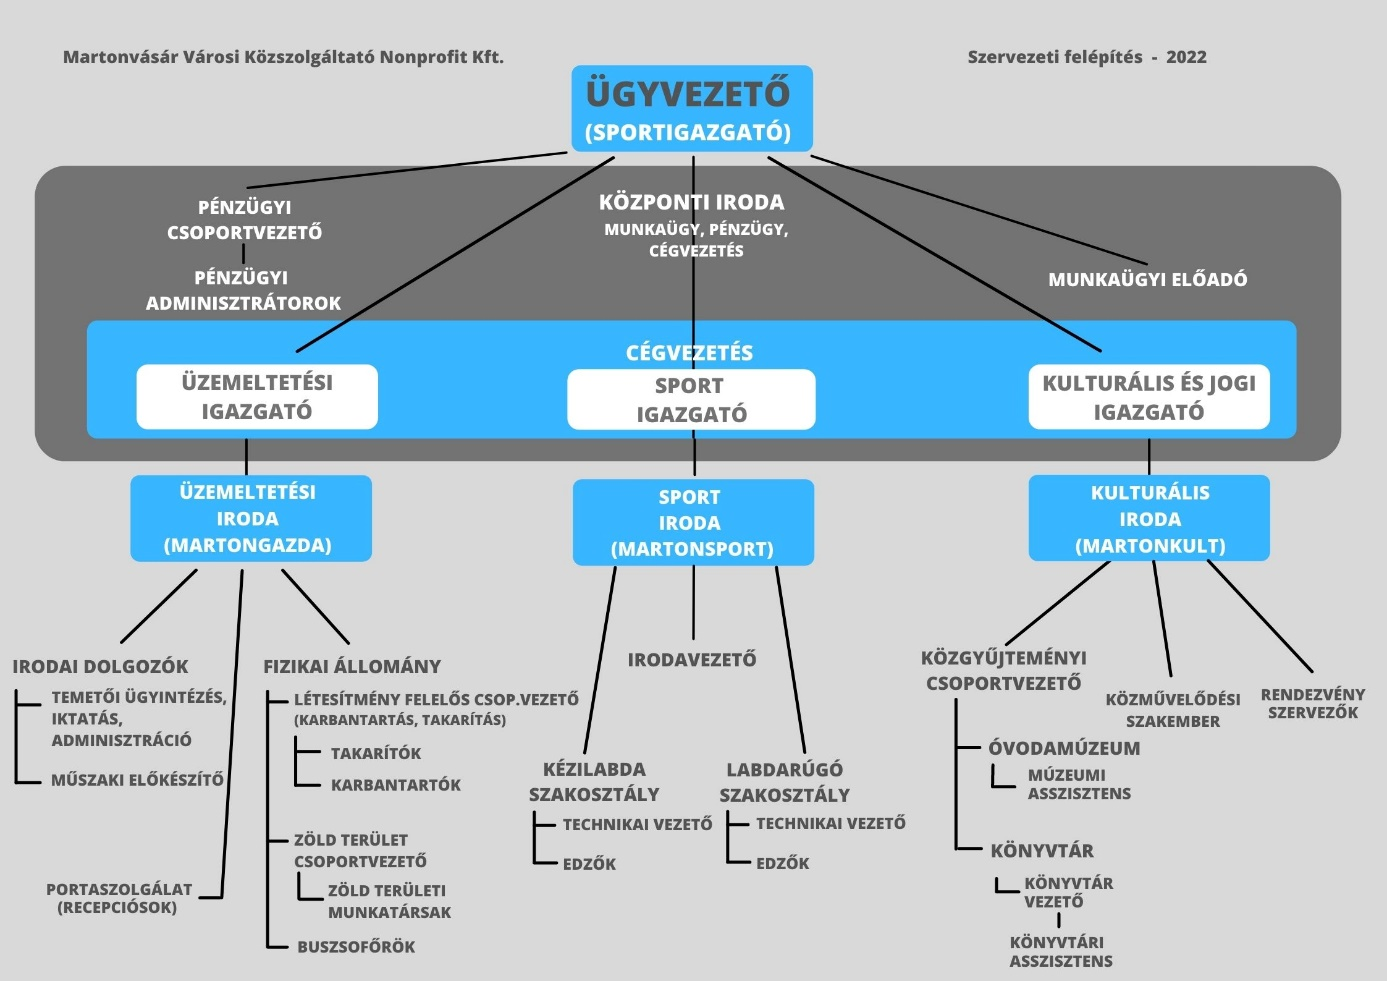 Martonvásár Városi Közszolgáltató Nonprofit Kft.
Szervezeti felépítés - 2022
ÜGYVEZETŐ
(SPORTIGAZGATÓ)
PÉNZÜGYI
CSOPORTVEZETŐ
PÉNZÜGYI
ADMINISZTRÁTOROK
KÖZPONTI IRODA
MUNKAÜGY, PÉNZÜGY,
CÉGVEZETÉS
MUNKAÜGYI ELŐADÓ
CÉGVEZETÉS
ÜZEMELTETÉSI
IGAZGATÓ
SPORT
IGAZGATÓ
KULTURÁLIS ÉS JOGI
IGAZGATÓ
ÜZEMELTETÉSI
IRODA
(MARTONGAZDA)
SPORT
IRODA
(MARTONSPORT)
KULTURÁLIS
IRODA
(MARTONKULT)
IRODAI DOLGOZÓK
TEMETŐI ÜGYINTÉZÉS,
IKTATÁS,
ADMINISZTRÁCIÓ
MŰSZAKI ELŐKÉSZÍTŐ
PORTASZOLGÁLAT
(RECEPCIÓSOK)
FIZIKAI ÁLLOMÁNY
LÉTESÍTMÉNY FELELŐS CSOP.VEZETŐ
(KARBANTARTÁS, TAKARÍTÁS)
TAKARÍTÓK
KARBANTARTÓK
ZÖLD TERÜLET
CSOPORTVEZETŐ
ZÖLD TERÜLETI
MUNKATÁRSAK
BUSZSOFŐRÖK
IRODAVEZETŐ
KÉZILABDA
SZAKOSZTÁLY
TECHNIKAI VEZETŐ
EDZŐK
LABDARÚGÓ
SZAKOSZTÁLY
TECHNIKAI VEZETŐ
EDZŐK
KÖZGYŰJTEMÉNYI
CSOPORTVEZETŐ
ÓVODAMÚZEUM
MÚZEUMI
ASSZISZTENS
KÖNYVTÁR
KÖNYVTÁR
VEZETŐ
KÖNYVTÁRI
ASSZISZTENS
KÖZMŰVELŐDÉSI
SZAKEMBER
RENDEZVÉNY
SZERVEZŐK